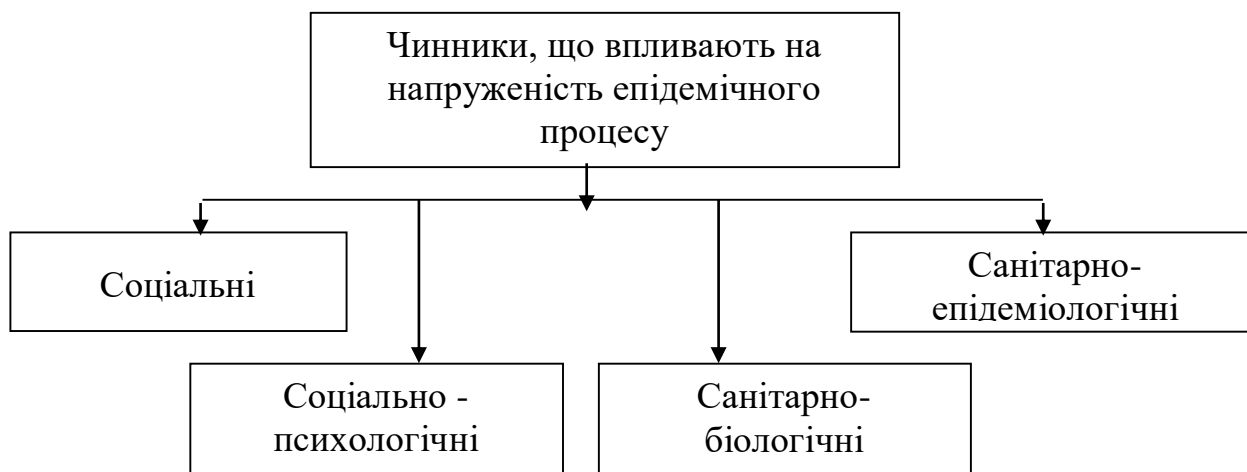 Чинники, що впливають на
напруженість епідемічного
процесу
Соціальні
Санітарно-
епідеміологічні
Соціально -
психологічні
Санітарно-
біологічні